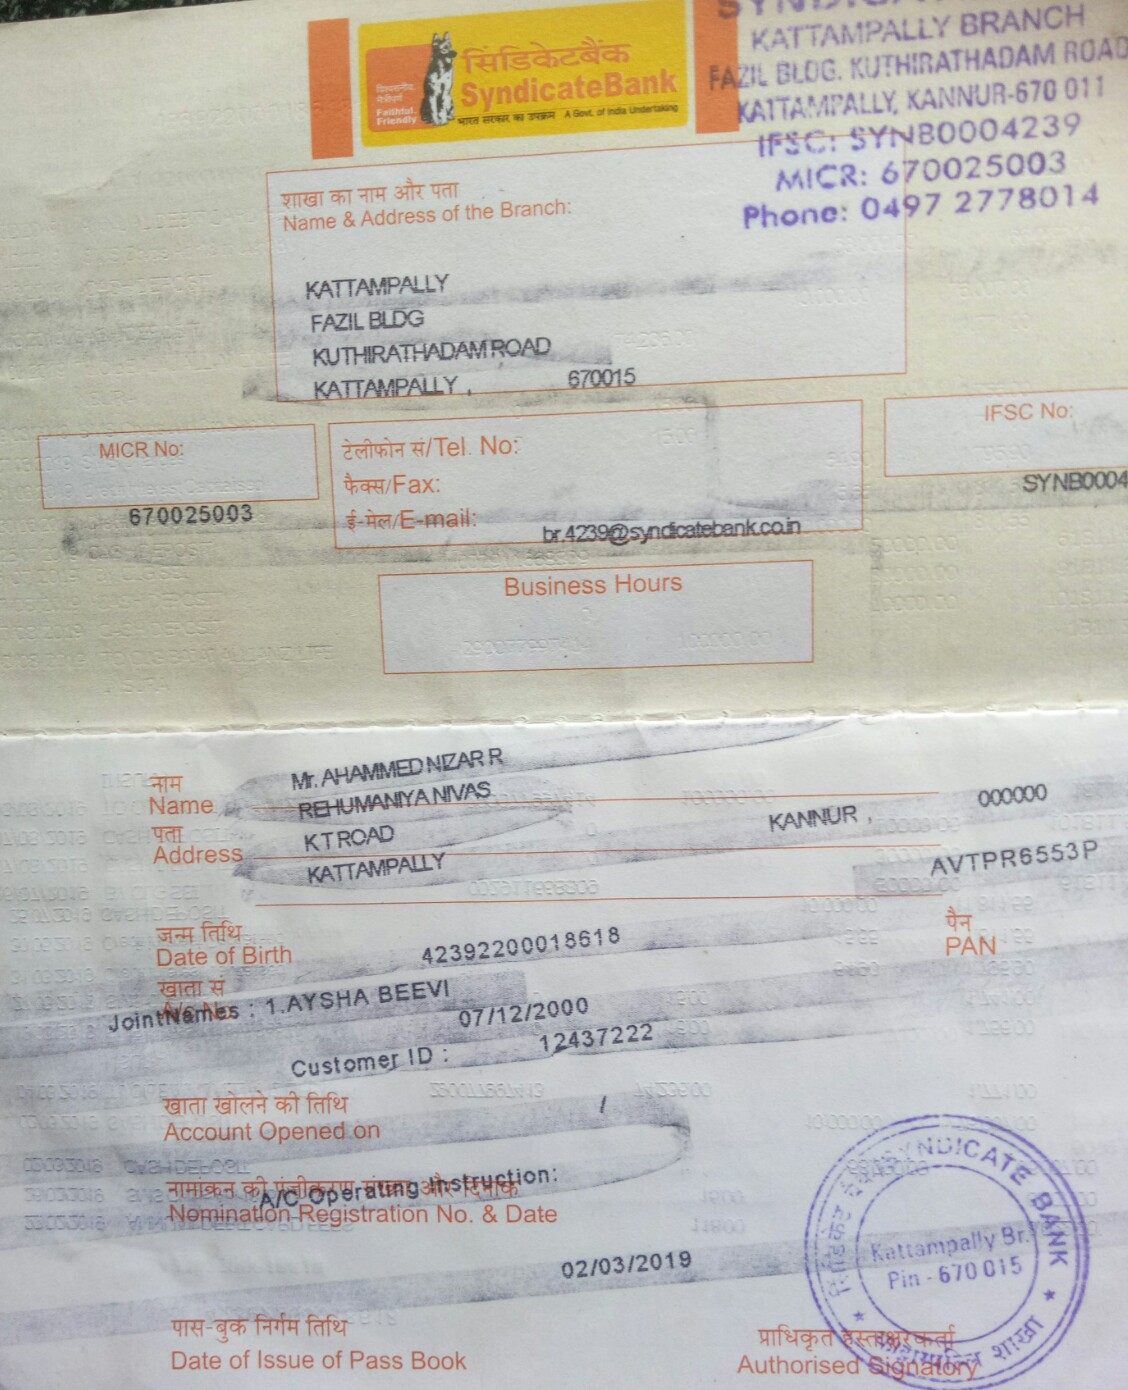 सिंडिकेटबैंक
SyndicateBank
विश्वसनीय
Faithful.
Friendly
भारत सरकार का उपक्रम A Govt. of India Undertaking
KATTAMPALLY BRANCH
FAZIL BLDG. KUTHIRATHADAM ROAD
KATTAMPALLY, KANNUR-670 011
IFSC: SYNB0004239
MICR: 670025003
Phone: 0497 2778014
शाखा का नाम और पता
Name & Address of the Branch:
KATTAMPALLY
FAZIL BLDG
KUTHIRATHADAM ROAD
KATTAMPALLY , 670015
MICR No:
670025003
टेलीफोन सं/Tel. No:
फैक्स/Fax:
ई-मेल/E-mail:
br.4239@syndicatebank.co.in
IFSC No:
SYNB0004
Business Hours
नाम
Name
Mr. AHAMMED NIZAR R
REHUMANIYA NIVAS
पता
Address
K T ROAD KANNUR , 000000
KATTAMPALLY AVTPR6553P
जन्म तिथि
Date of Birth
42392200018618
पैन
PAN
खाता सं
JointNames : 1.AYSHA BEEVI
07/12/2000
Customer ID : 12437222
खाता खोलने की तिथि /
Account Opened on
A/C Operating Instruction:
Nomination Registration No. & Date
02/03/2019
पास-बुक निर्गम तिथि
Date of Issue of Pass Book
प्राधिकृत हस्ताक्षरकर्ता
Authorised Signatory
SYNDICATE BANK
Kattampally Br.
Pin - 670 015
शाखा